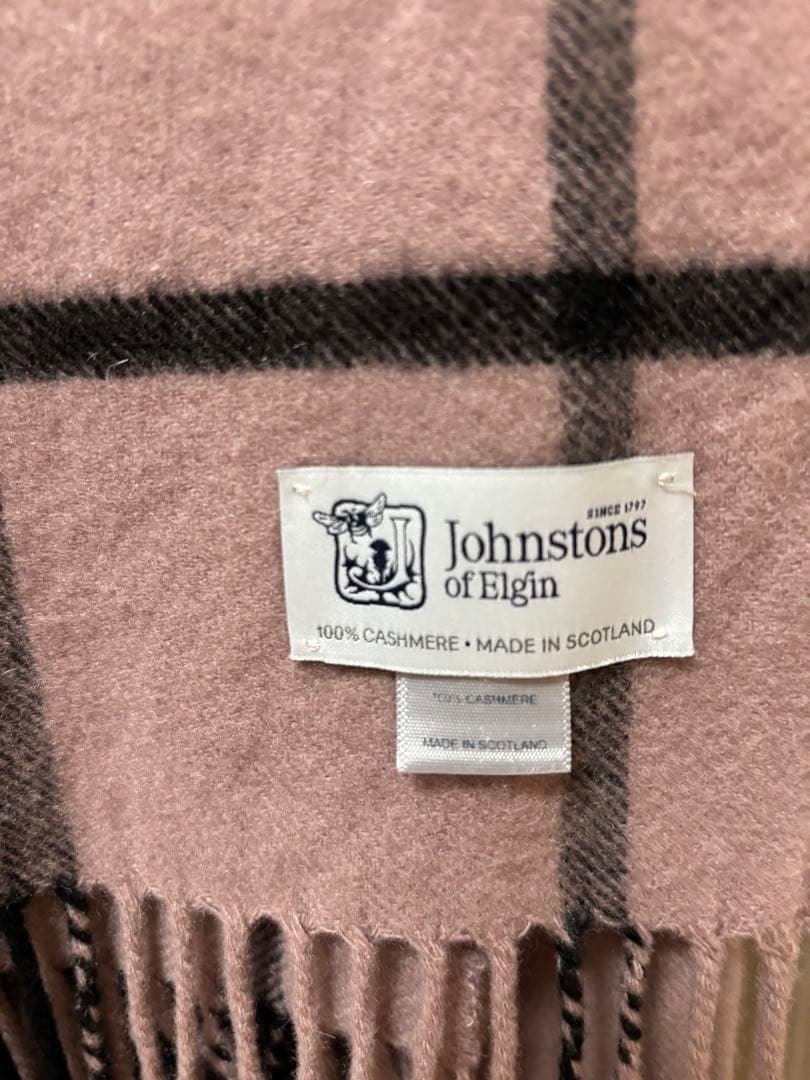 SINCE 1797
Johnstons
of Elgin
100% CASHMERE • MADE IN SCOTLAND
100% CASHMERE
MADE IN SCOTLAND